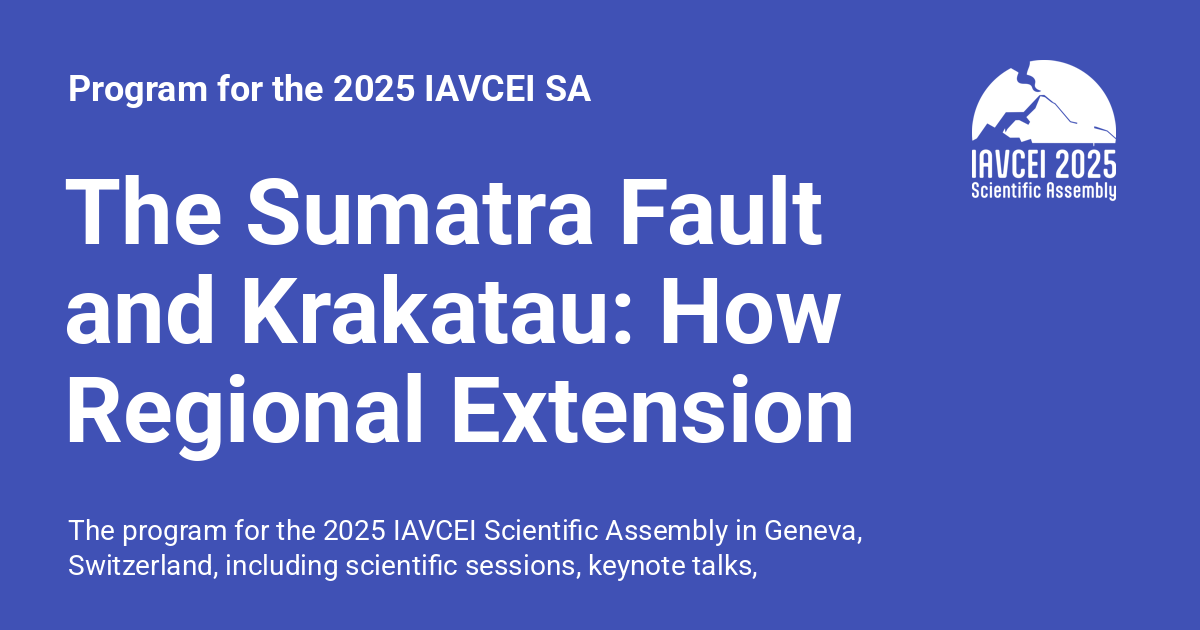 Program for the 2025 IAVCEI SA
IAVCEI 2025
Scientific Assembly
The Sumatra Fault
and Krakatau: How
Regional Extension
The program for the 2025 IAVCEI Scientific Assembly in Geneva,
Switzerland, including scientific sessions, keynote talks,